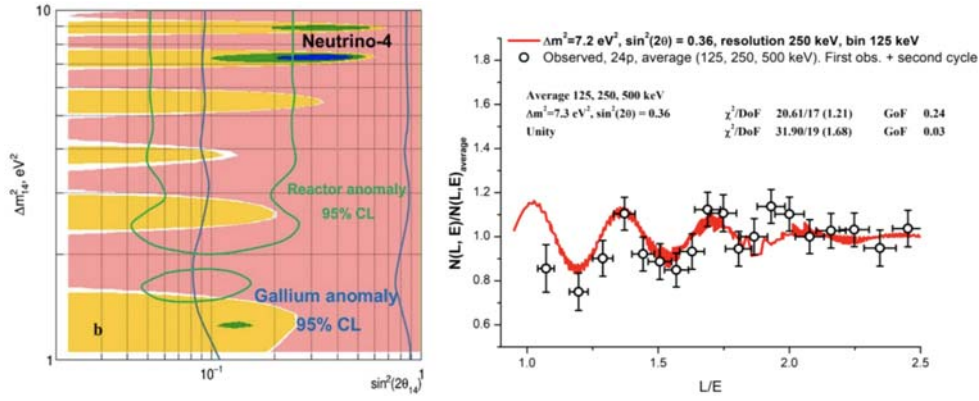 10
Δm²₁₄, eV²
Neutrino-4
Reactor anomaly
95% CL
Gallium anomaly
95% CL
b
1
10⁻¹
sin²(2θ₁₄)
1
Δm²=7.2 eV², sin²(2θ) = 0.36, resolution 250 keV, bin 125 keV
Observed, 24p, average (125, 250, 500 keV). First obs. + second cycle
Average 125, 250, 500 keV
Δm²=7.3 eV², sin²(2θ) = 0.36 χ²/DoF 20.61/17 (1.21) GoF 0.24
Unity χ²/DoF 31.90/19 (1.68) GoF 0.03
N(L, E)/N(L,E)average
1.8
1.6
1.4
1.2
1.0
0.8
0.6
1.0 1.5 2.0 2.5
L/E